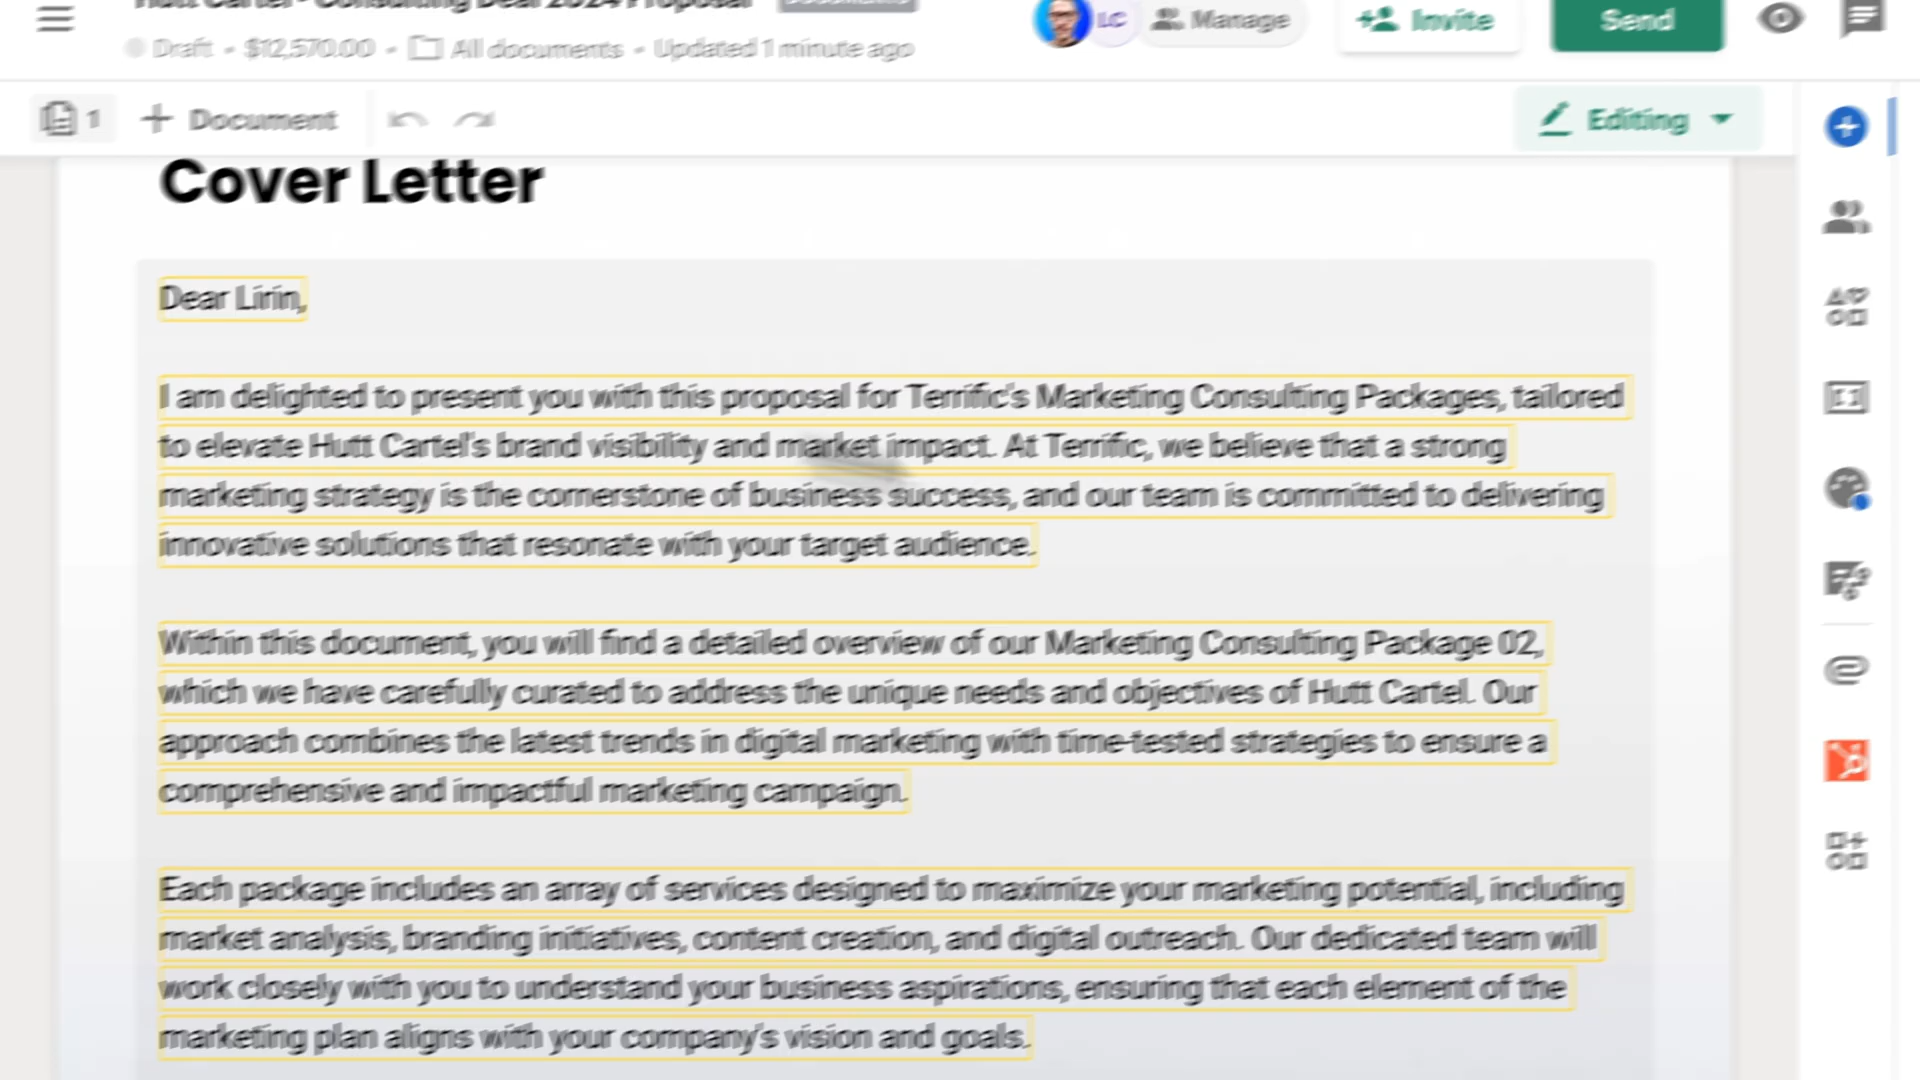 Hutt Cartel - Consulting Deal 2024 Proposal
Draft • $12,570.00 • All documents • Updated 1 minute ago
LC Manage Invite Send
1 Document Editing
Cover Letter
Dear Lirin,
I am delighted to present you with this proposal for Terrific's Marketing Consulting Packages, tailored
to elevate Hutt Cartel's brand visibility and market impact. At Terrific, we believe that a strong
marketing strategy is the cornerstone of business success, and our team is committed to delivering
innovative solutions that resonate with your target audience.
Within this document, you will find a detailed overview of our Marketing Consulting Package 02,
which we have carefully curated to address the unique needs and objectives of Hutt Cartel. Our
approach combines the latest trends in digital marketing with time-tested strategies to ensure a
comprehensive and impactful marketing campaign.
Each package includes an array of services designed to maximize your marketing potential, including
market analysis, branding initiatives, content creation, and digital outreach. Our dedicated team will
work closely with you to understand your business aspirations, ensuring that each element of the
marketing plan aligns with your company's vision and goals.